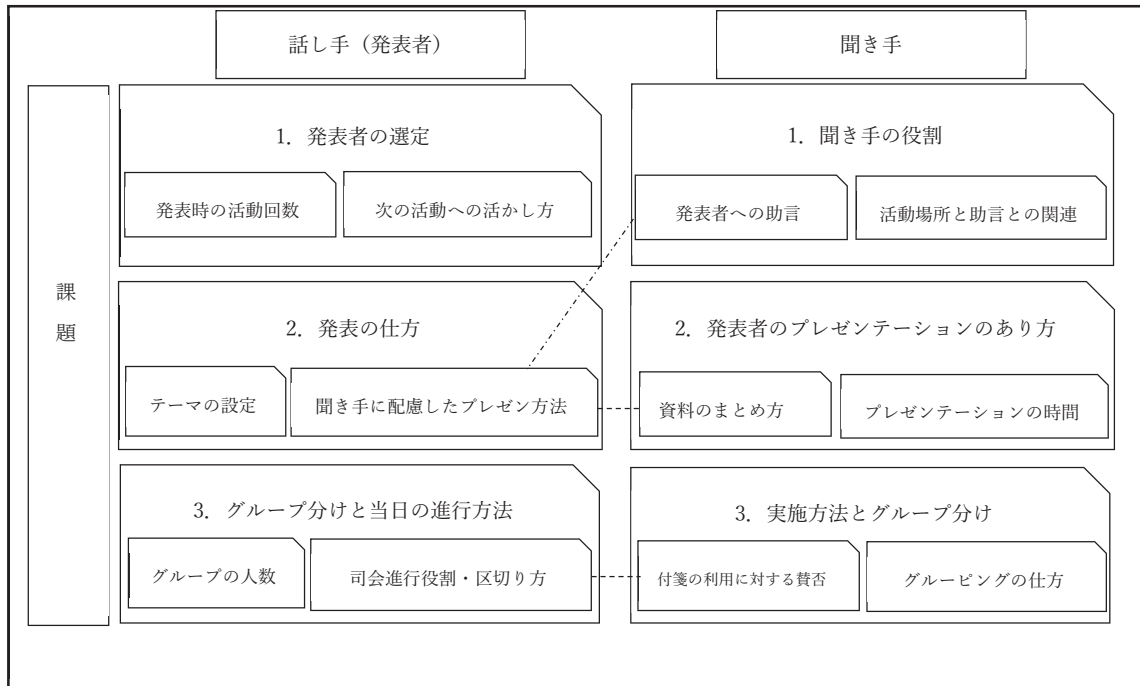 話し手（発表者）
聞き手
課
題
1．発表者の選定
発表時の活動回数
次の活動への活かし方
1．聞き手の役割
発表者への助言
活動場所と助言との関連
2．発表の仕方
テーマの設定
聞き手に配慮したプレゼン方法
2．発表者のプレゼンテーションのあり方
資料のまとめ方
プレゼンテーションの時間
3．グループ分けと当日の進行方法
グループの人数
司会進行役割・区切り方
3．実施方法とグループ分け
付箋の利用に対する賛否
グルーピングの仕方